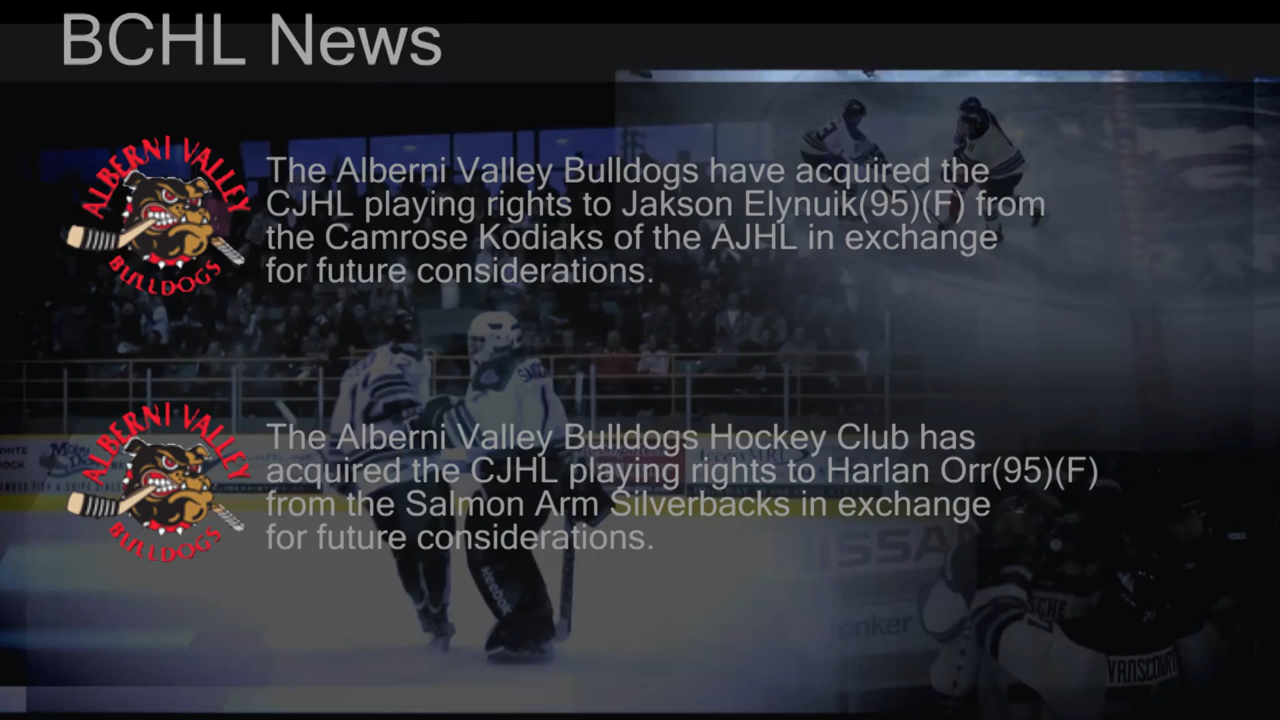 BCHL News
ALBERNI VALLEY
BULLDOGS
The Alberni Valley Bulldogs have acquired the
CJHL playing rights to Jakson Elynuik(95)(F) from
the Camrose Kodiaks of the AJHL in exchange
for future considerations.
ALBERNI VALLEY
BULLDOGS
The Alberni Valley Bulldogs Hockey Club has
acquired the CJHL playing rights to Harlan Orr(95)(F)
from the Salmon Arm Silverbacks in exchange
for future considerations.
NISSAN
Reebok